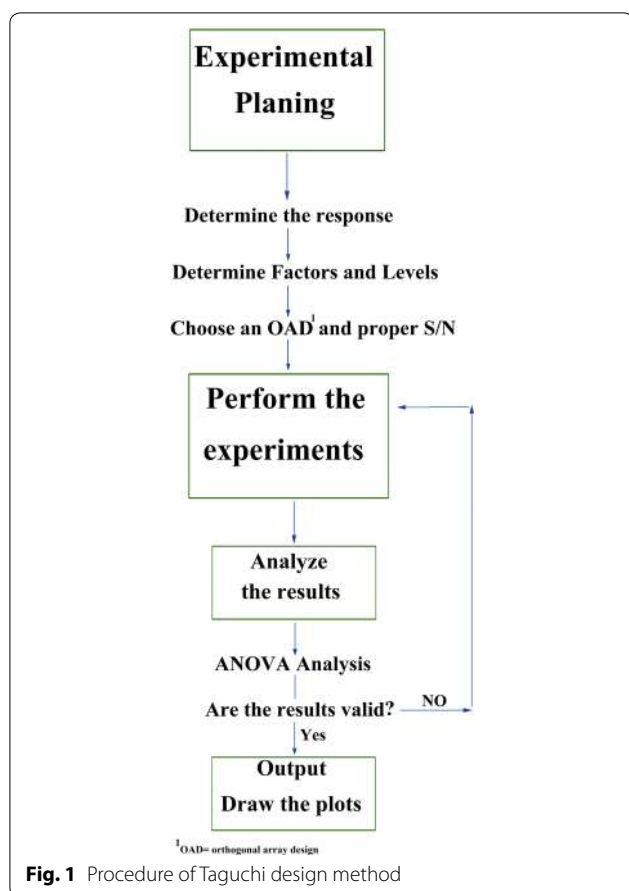 Experimental
Planing
Determine the response
Determine Factors and Levels
Choose an OAD¹ and proper S/N
Perform the
experiments
Analyze
the results
ANOVA Analysis
Are the results valid?
NO
Yes
Output
Draw the plots
¹OAD= orthogonal array design
Fig. 1 Procedure of Taguchi design method